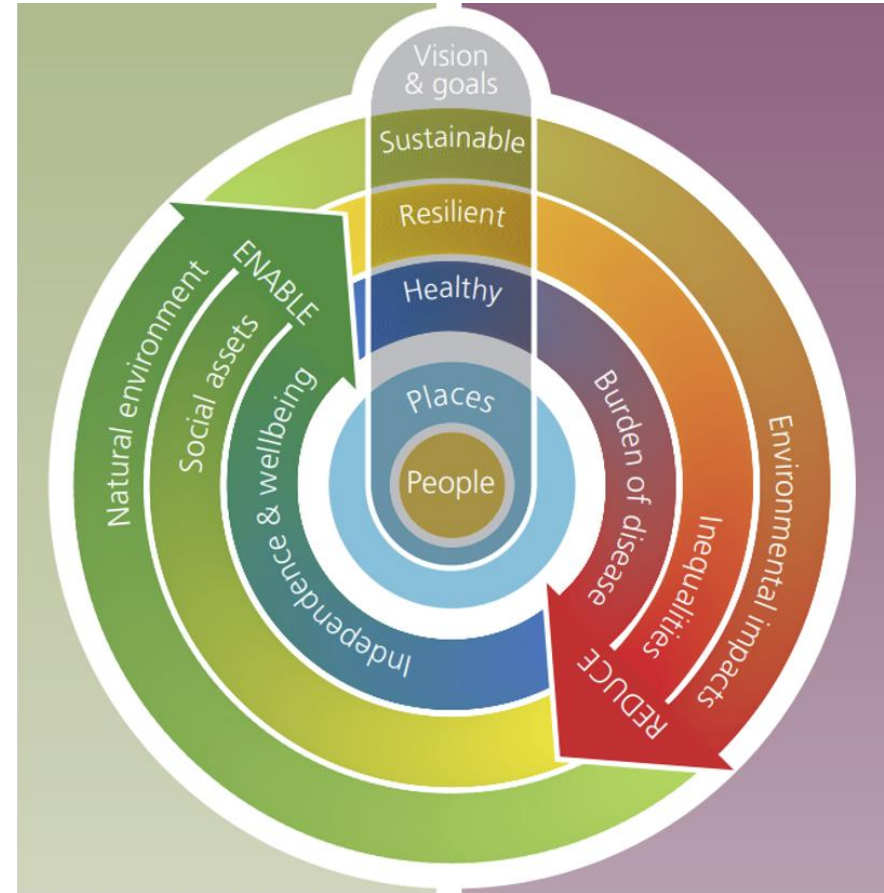 Vision
& goals
Sustainable
Resilient
Healthy
Places
People
ENABLE
Natural environment
Social assets
Independence & wellbeing
REDUCE
Burden of disease
Inequalities
Environmental impacts